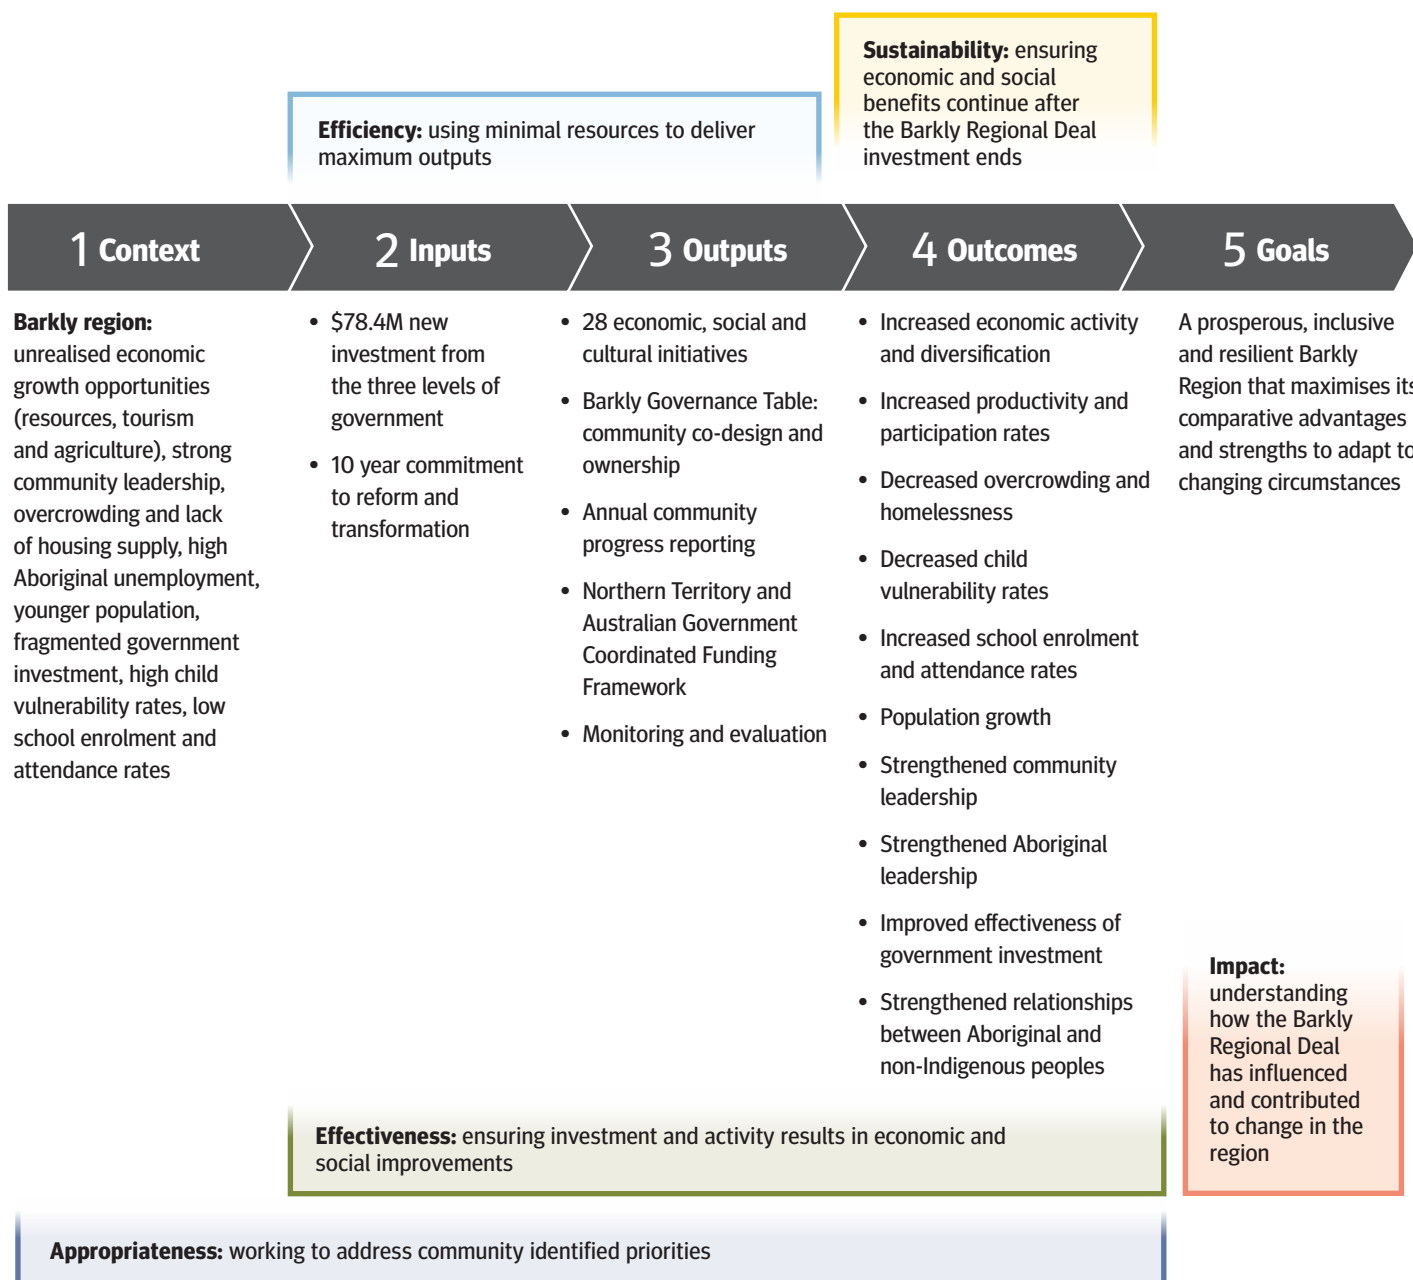 Sustainability: ensuring
economic and social
benefits continue after
the Barkly Regional Deal
investment ends
Efficiency: using minimal resources to deliver
maximum outputs
1 Context
2 Inputs
3 Outputs
4 Outcomes
5 Goals
Barkly region:
unrealised economic
growth opportunities
(resources, tourism
and agriculture), strong
community leadership,
overcrowding and lack
of housing supply, high
Aboriginal unemployment,
younger population,
fragmented government
investment, high child
vulnerability rates, low
school enrolment and
attendance rates
• $78.4M new
investment from
the three levels of
government
• 10 year commitment
to reform and
transformation
• 28 economic, social and
cultural initiatives
• Barkly Governance Table:
community co-design and
ownership
• Annual community
progress reporting
• Northern Territory and
Australian Government
Coordinated Funding
Framework
• Monitoring and evaluation
• Increased economic activity
and diversification
• Increased productivity and
participation rates
• Decreased overcrowding and
homelessness
• Decreased child
vulnerability rates
• Increased school enrolment
and attendance rates
• Population growth
• Strengthened community
leadership
• Strengthened Aboriginal
leadership
• Improved effectiveness of
government investment
• Strengthened relationships
between Aboriginal and
non-Indigenous peoples
A prosperous, inclusive
and resilient Barkly
Region that maximises its
comparative advantages
and strengths to adapt to
changing circumstances
Impact:
understanding
how the Barkly
Regional Deal
has influenced
and contributed
to change in the
region
Effectiveness: ensuring investment and activity results in economic and
social improvements
Appropriateness: working to address community identified priorities